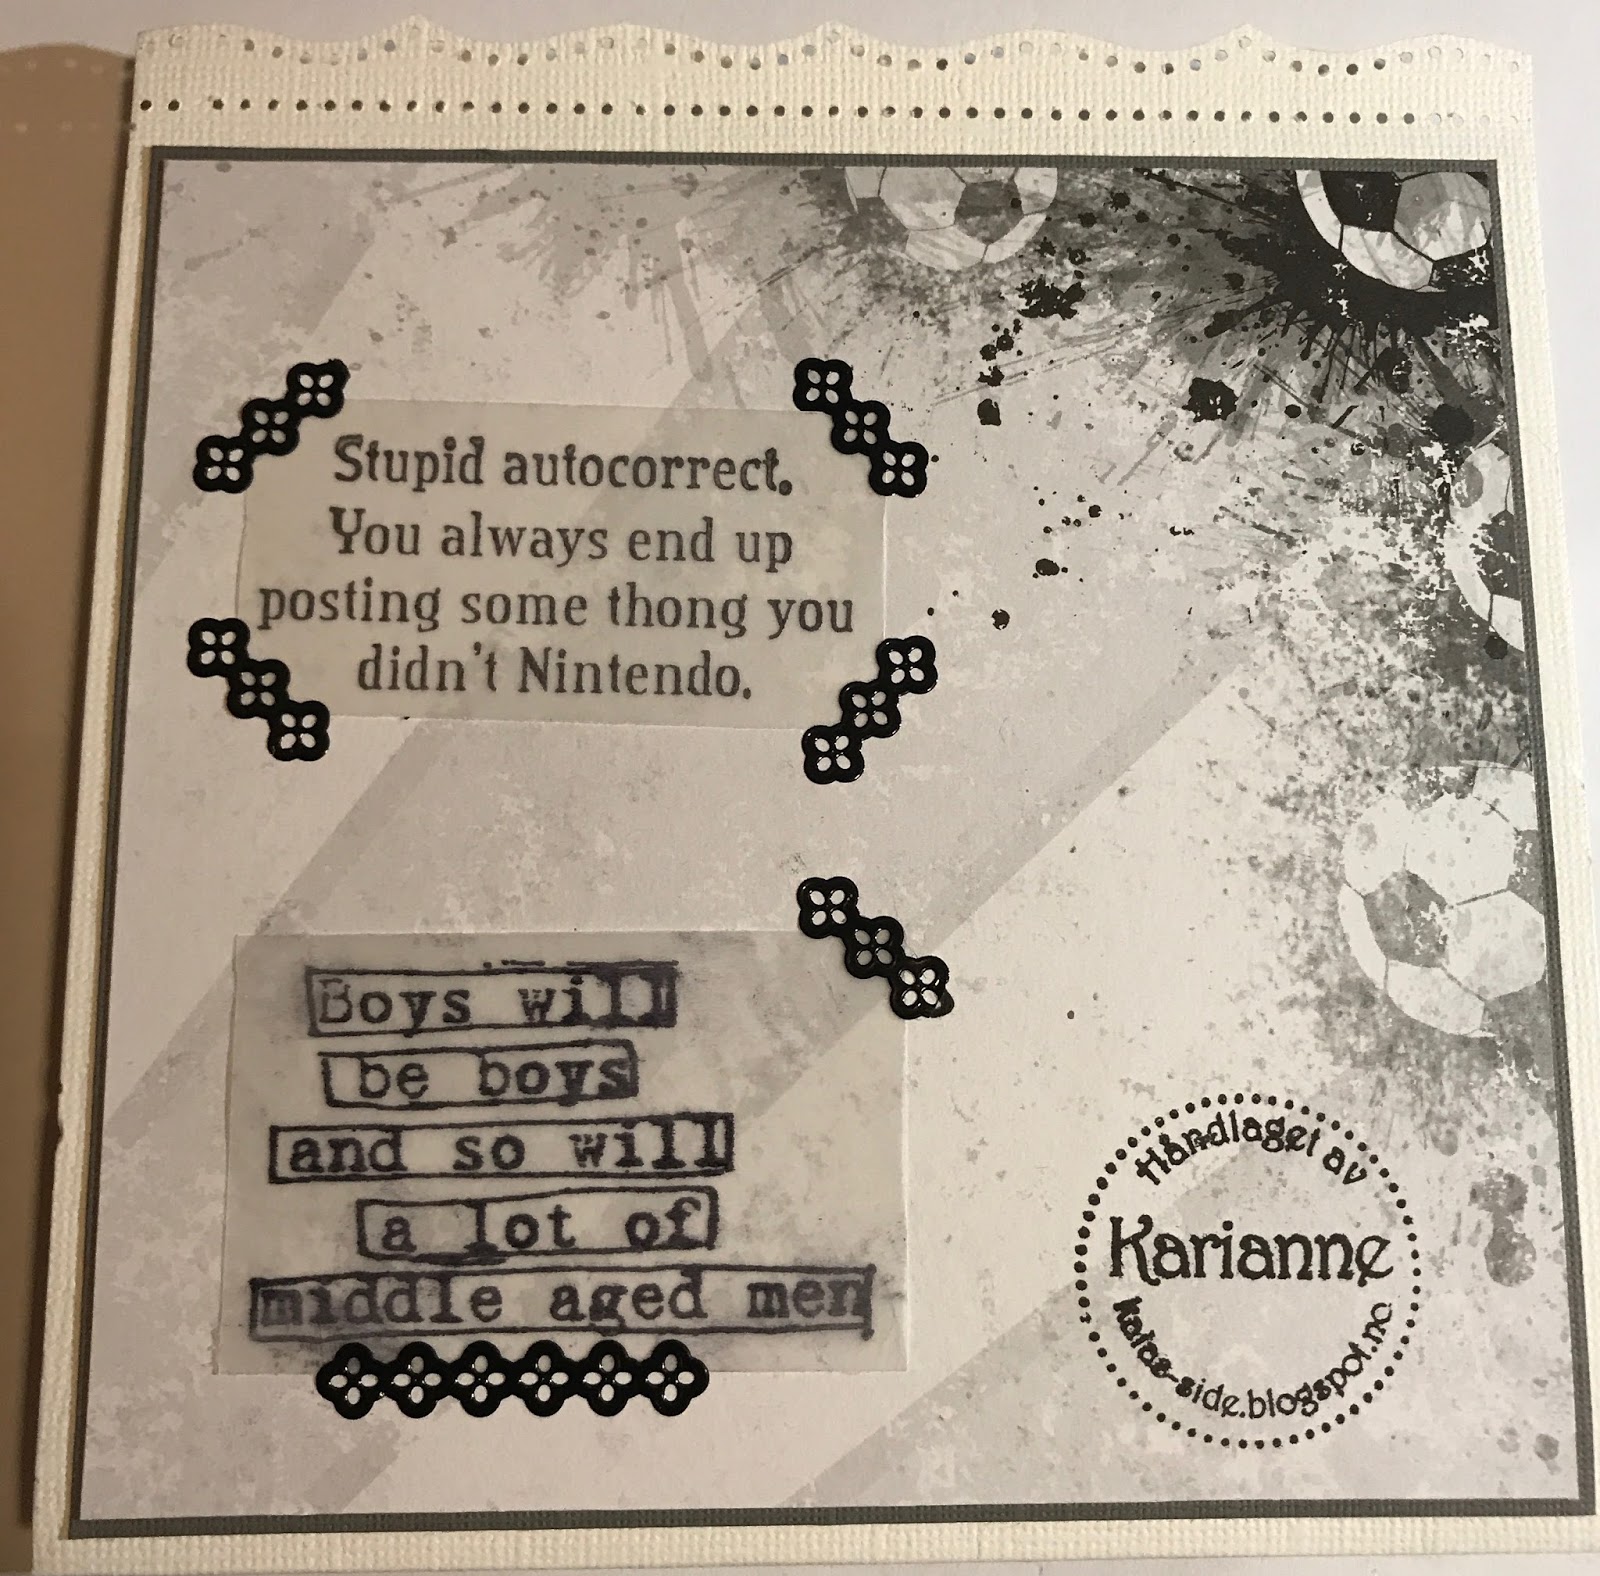 Stupid autocorrect.
You always end up
posting some thong you
didn't Nintendo.
Boys will
be boys
and so will
a lot of
middle aged men
Håndlaget av
Karianne
kaias-side.blogspot.no